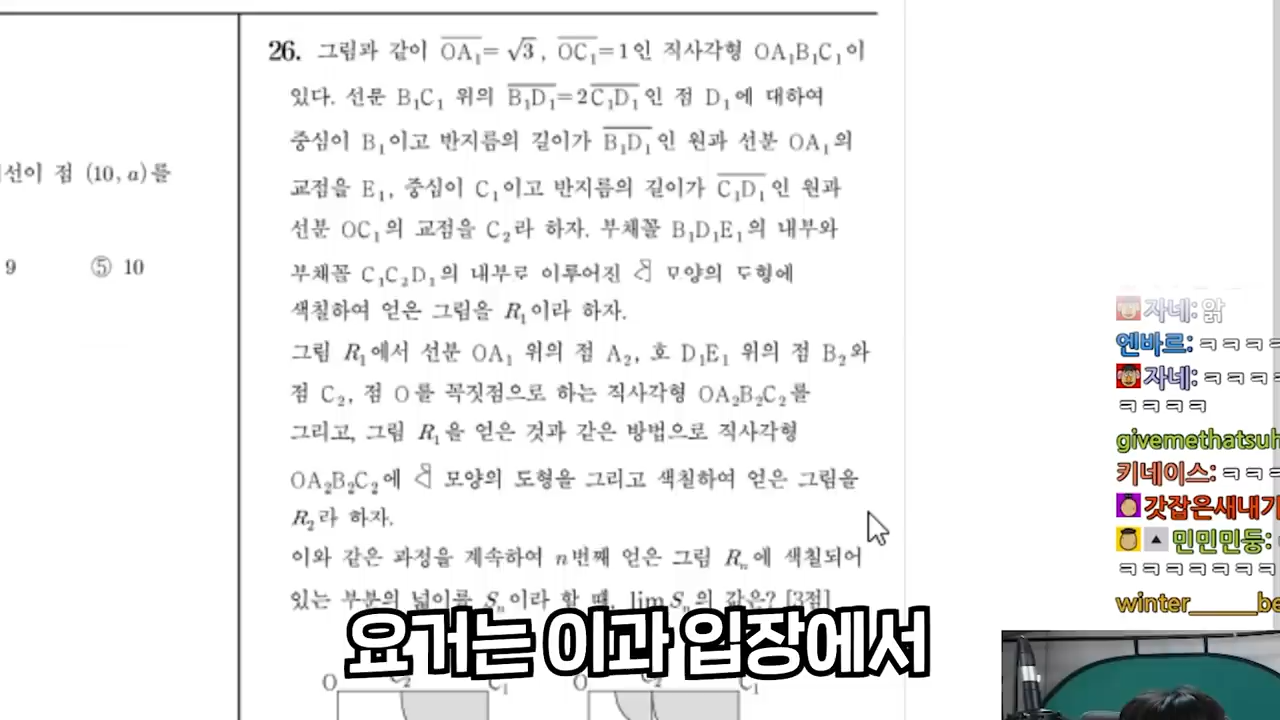 26. 그림과 같이 OA₁=√3, OC₁=1인 직사각형 OA₁B₁C₁이
있다. 선분 B₁C₁ 위의 B₁D₁=2C₁D₁인 점 D₁에 대하여
중심이 B₁이고 반지름의 길이가 B₁D₁인 원과 선분 OA₁의
교점을 E₁, 중심이 C₁이고 반지름의 길이가 C₁D₁인 원과
선분 OC₁의 교점을 C₂라 하자. 부채꼴 B₁D₁E₁의 내부와
부채꼴 C₁C₂D₁의 내부로 이루어진 모양의 도형에
색칠하여 얻은 그림을 R₁이라 하자.
그림 R₁에서 선분 OA₁ 위의 점 A₂, 호 D₁E₁ 위의 점 B₂와
점 C₂, 점 O를 꼭짓점으로 하는 직사각형 OA₂B₂C₂를
그리고, 그림 R₁을 얻은 것과 같은 방법으로 직사각형
OA₂B₂C₂에 모양의 도형을 그리고 색칠하여 얻은 그림을
R₂라 하자.
이와 같은 과정을 계속하여 n번째 얻은 그림 Rₙ에 색칠되어
있는 부분의 넓이를 Sₙ이라 할 때, lim Sₙ의 값은? [3점]
선이 점 (10, a)를
9 ⑤ 10
O C₂ C₁
O C₂ C₁
자네: 앍
엔바르: ㅋㅋㅋㅋ
자네: ㅋㅋㅋㅋ
ㅋㅋㅋㅋ
givemethatsuh
키네이스: ㅋㅋㅋ
갓잡은새내기
민민민둥:
ㅋㅋㅋㅋㅋㅋㅋ
winter_____be
요거는 이과 입장에서